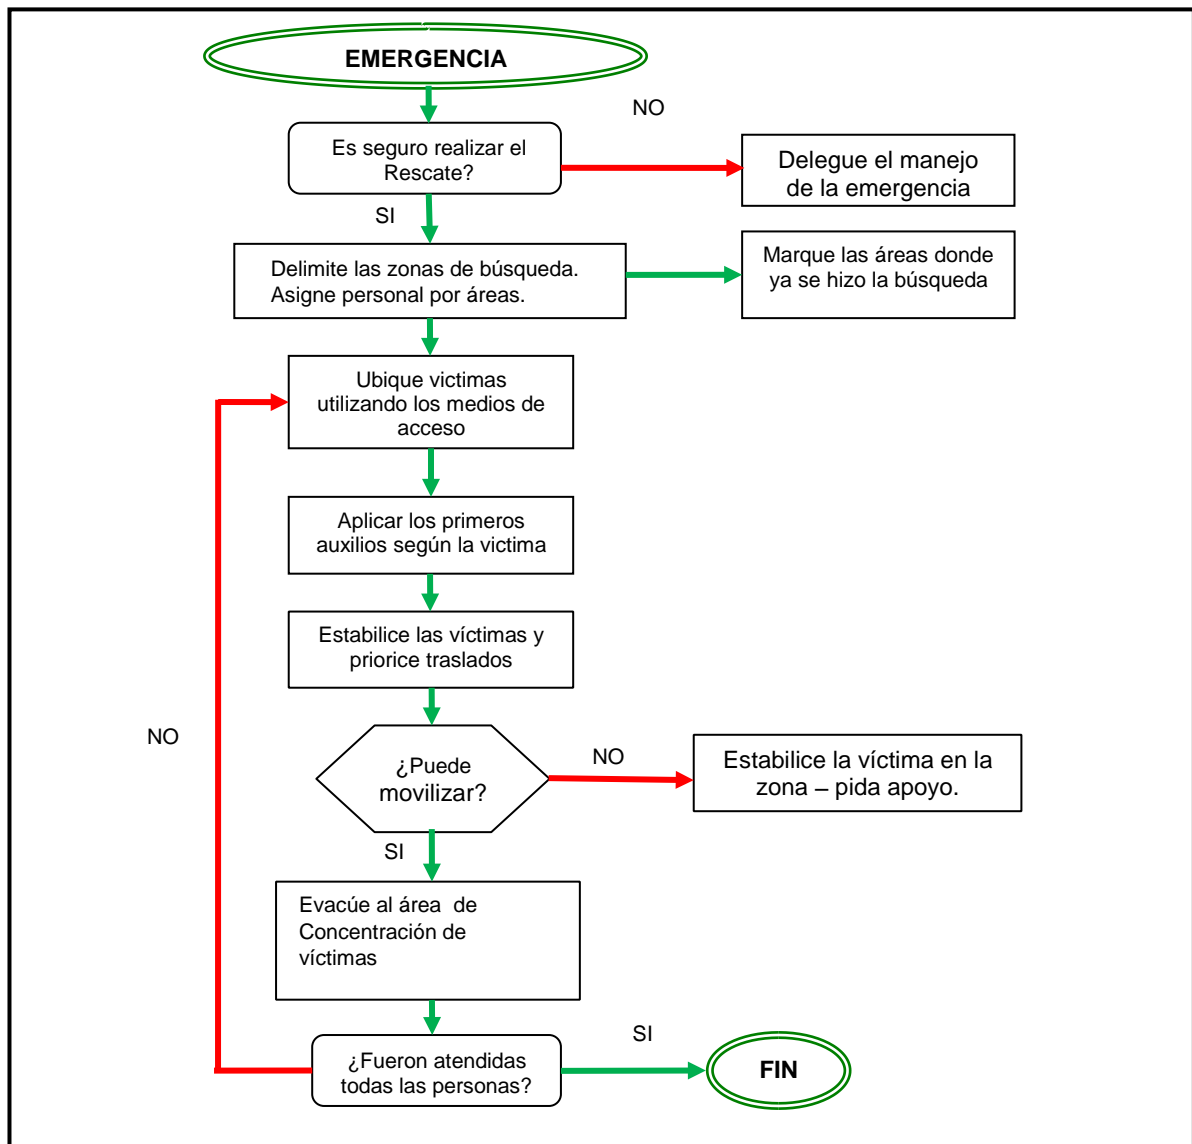 EMERGENCIA
NO
Es seguro realizar el
Rescate?
Delegue el manejo
de la emergencia
SI
Delimite las zonas de búsqueda.
Asigne personal por áreas.
Marque las áreas donde
ya se hizo la búsqueda
Ubique victimas
utilizando los medios de
acceso
Aplicar los primeros
auxilios según la victima
Estabilice las víctimas y
priorice traslados
NO
¿Puede
movilizar?
NO
Estabilice la víctima en la
zona – pida apoyo.
SI
Evacúe al área  de
Concentración de
víctimas
¿Fueron atendidas
todas las personas?
SI
FIN